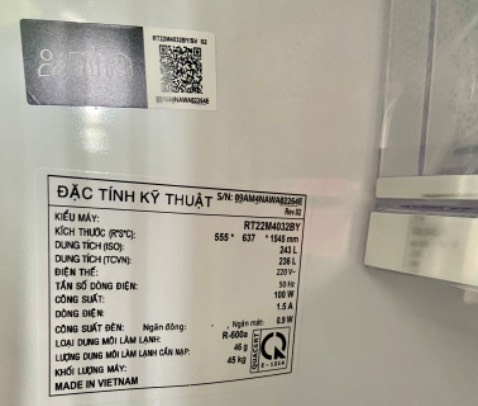 RT22M4032BY/SV 02
09AM4NAWA02264E
ĐẶC TÍNH KỸ THUẬT S/N: 09AM4NAWA02264E
Rev.02
KIỂU MÁY: RT22M4032BY
KÍCH THƯỚC (R*S*C): 555 * 637 * 1545 mm
DUNG TÍCH (ISO): 243 L
DUNG TÍCH (TCVN): 236 L
ĐIỆN THẾ: 220 V~
TẦN SỐ DÒNG ĐIỆN: 50 Hz
CÔNG SUẤT: 100 W
DÒNG ĐIỆN: 1.5 A
CÔNG SUẤT ĐÈN: Ngăn đông: , Ngăn mát: 0.9 W
LOẠI DUNG MÔI LÀM LẠNH: R-600a
LƯỢNG DUNG MÔI LÀM LẠNH CẦN NẠP: 46 g
KHỐI LƯỢNG MÁY: 45 kg
MADE IN VIETNAM
QUACERT